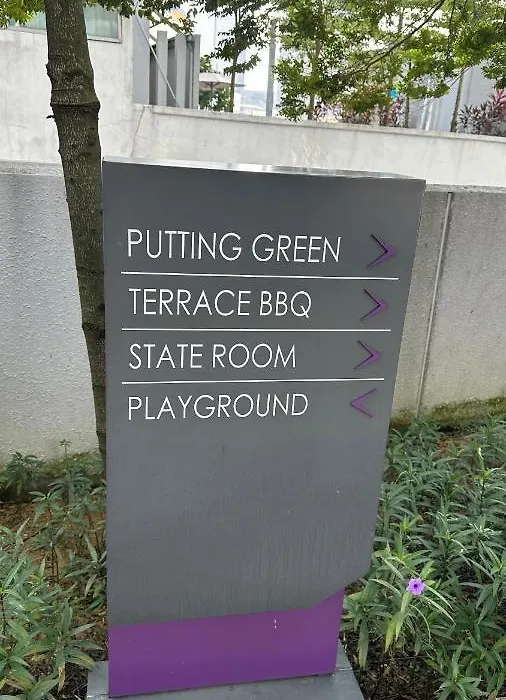 PUTTING GREEN
TERRACE BBQ
STATE ROOM
PLAYGROUND